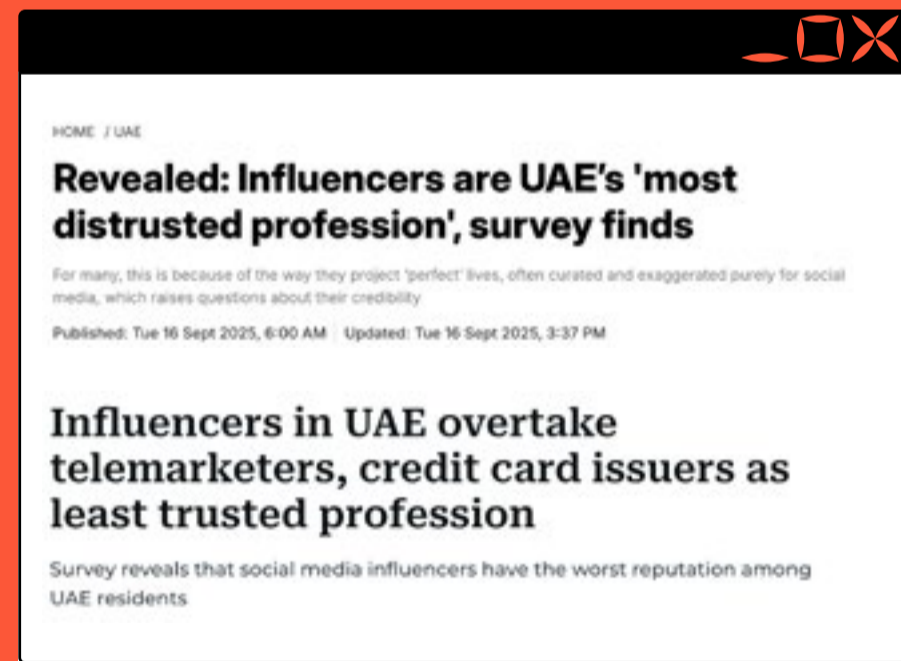 HOME / UAE
Revealed: Influencers are UAE's 'most
distrusted profession', survey finds
For many, this is because of the way they project 'perfect' lives, often curated and exaggerated purely for social
media, which raises questions about their credibility
Published: Tue 16 Sept 2025, 6:00 AM | Updated: Tue 16 Sept 2025, 3:37 PM
Influencers in UAE overtake
telemarketers, credit card issuers as
least trusted profession
Survey reveals that social media influencers have the worst reputation among
UAE residents